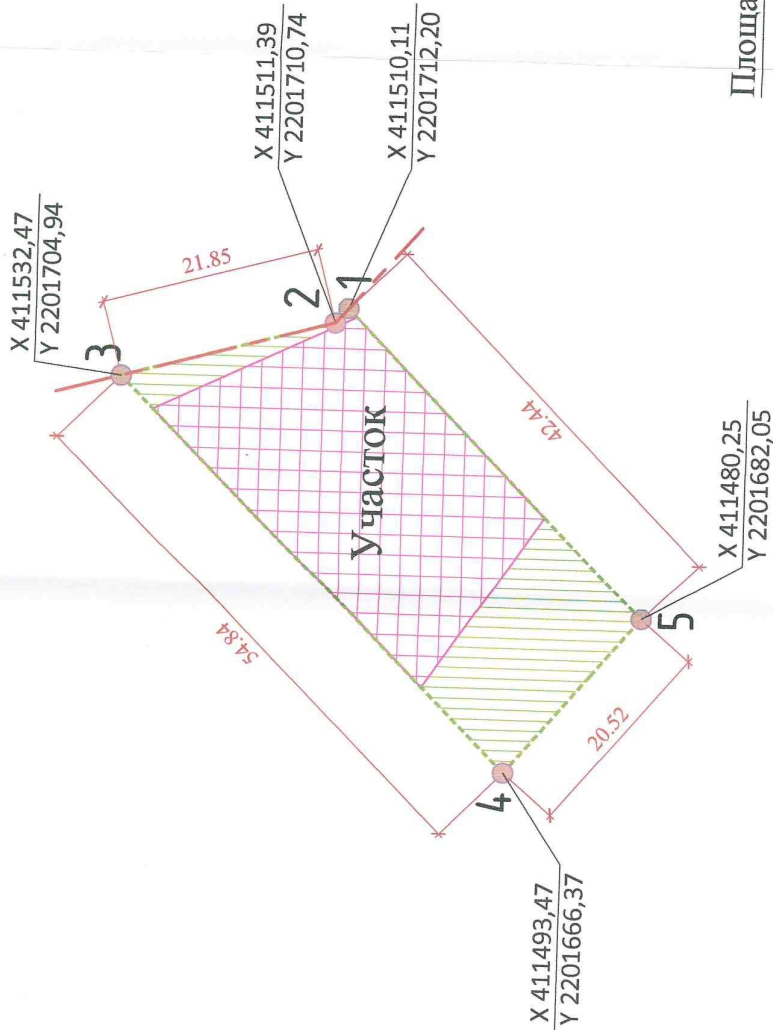 X 411532,47
Y 2201704,94
3
21.85
X 411511,39
Y 2201710,74
2
1
X 411510,11
Y 2201712,20
Участок
54.84
42.44
4
20.52
5
X 411493,47
Y 2201666,37
X 411480,25
Y 2201682,05
Площа